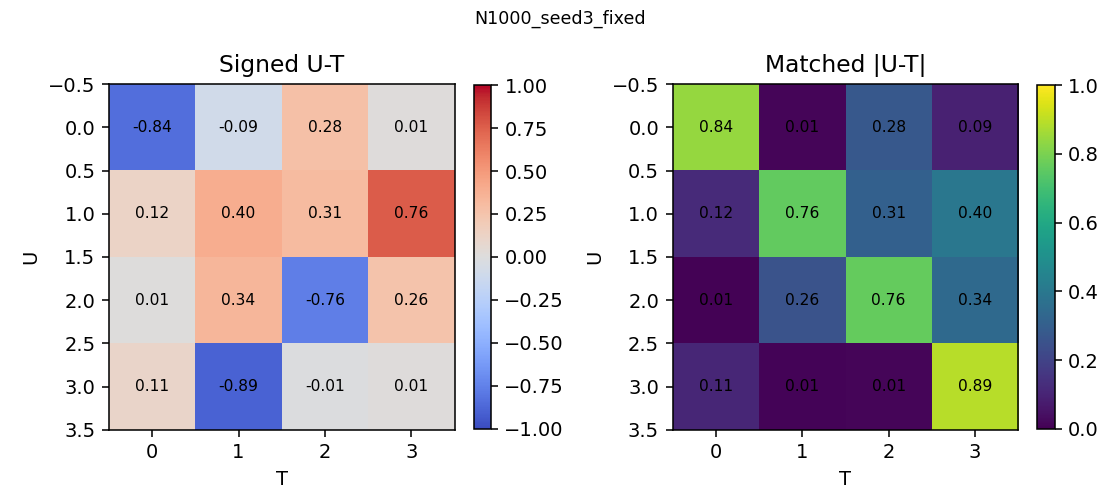 N1000_seed3_fixed
Signed U-T
−0.5
0.0
0.5
1.0
1.5
2.0
2.5
3.0
3.5
U
-0.84 -0.09 0.28 0.01
0.12 0.40 0.31 0.76
0.01 0.34 -0.76 0.26
0.11 -0.89 -0.01 0.01
0 1 2 3
T
1.00
0.75
0.50
0.25
0.00
−0.25
−0.50
−0.75
−1.00
Matched |U-T|
−0.5
0.0
0.5
1.0
1.5
2.0
2.5
3.0
3.5
U
0.84 0.01 0.28 0.09
0.12 0.76 0.31 0.40
0.01 0.26 0.76 0.34
0.11 0.01 0.01 0.89
0 1 2 3
T
1.0
0.8
0.6
0.4
0.2
0.0